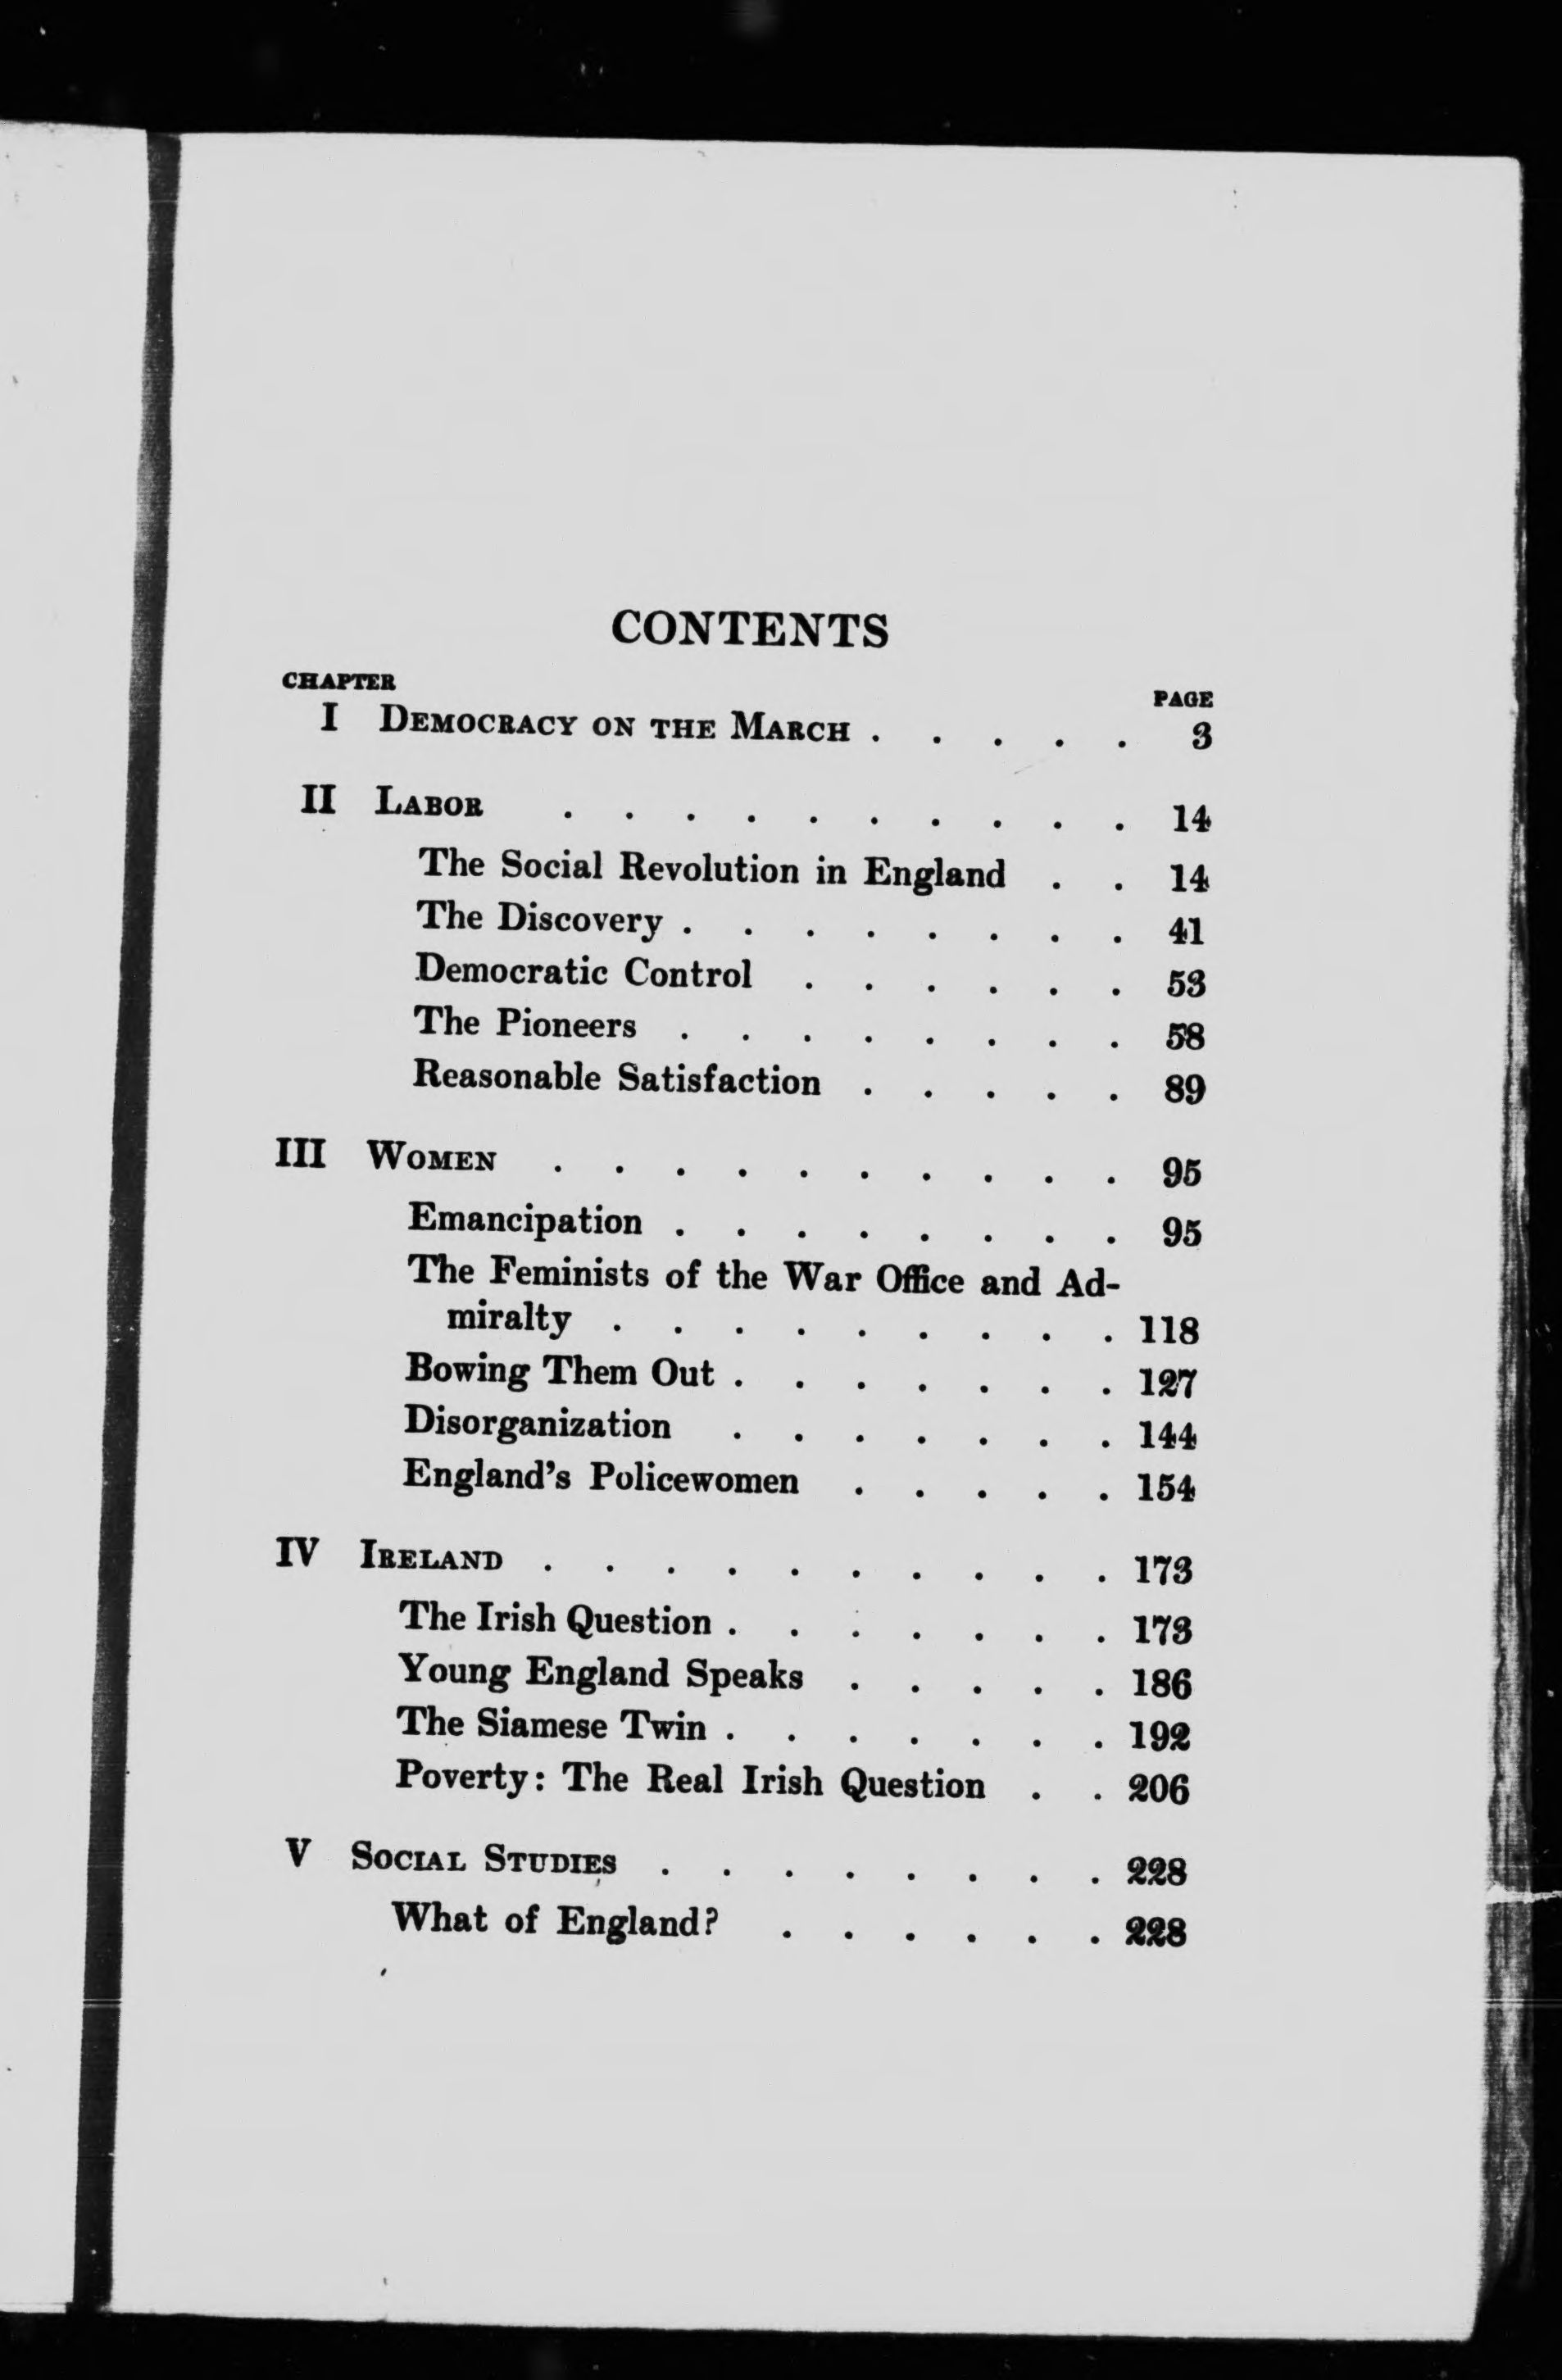 CONTENTS
CHAPTER PAGE
I DEMOCRACY ON THE MARCH . . . . . 3
II LABOR . . . . . . . . . . 14
The Social Revolution in England . . 14
The Discovery . . . . . . . . 41
Democratic Control . . . . . . 53
The Pioneers . . . . . . . . 58
Reasonable Satisfaction . . . . . 89
III WOMEN . . . . . . . . . . 95
Emancipation . . . . . . . . 95
The Feminists of the War Office and Ad-
miralty . . . . . . . . . 118
Bowing Them Out . . . . . . . 127
Disorganization . . . . . . . 144
England's Policewomen . . . . . 154
IV IRELAND . . . . . . . . . . 173
The Irish Question . . . . . . . 173
Young England Speaks . . . . . 186
The Siamese Twin . . . . . . . 192
Poverty: The Real Irish Question . . 206
V SOCIAL STUDIES . . . . . . . . 228
What of England? . . . . . . 228